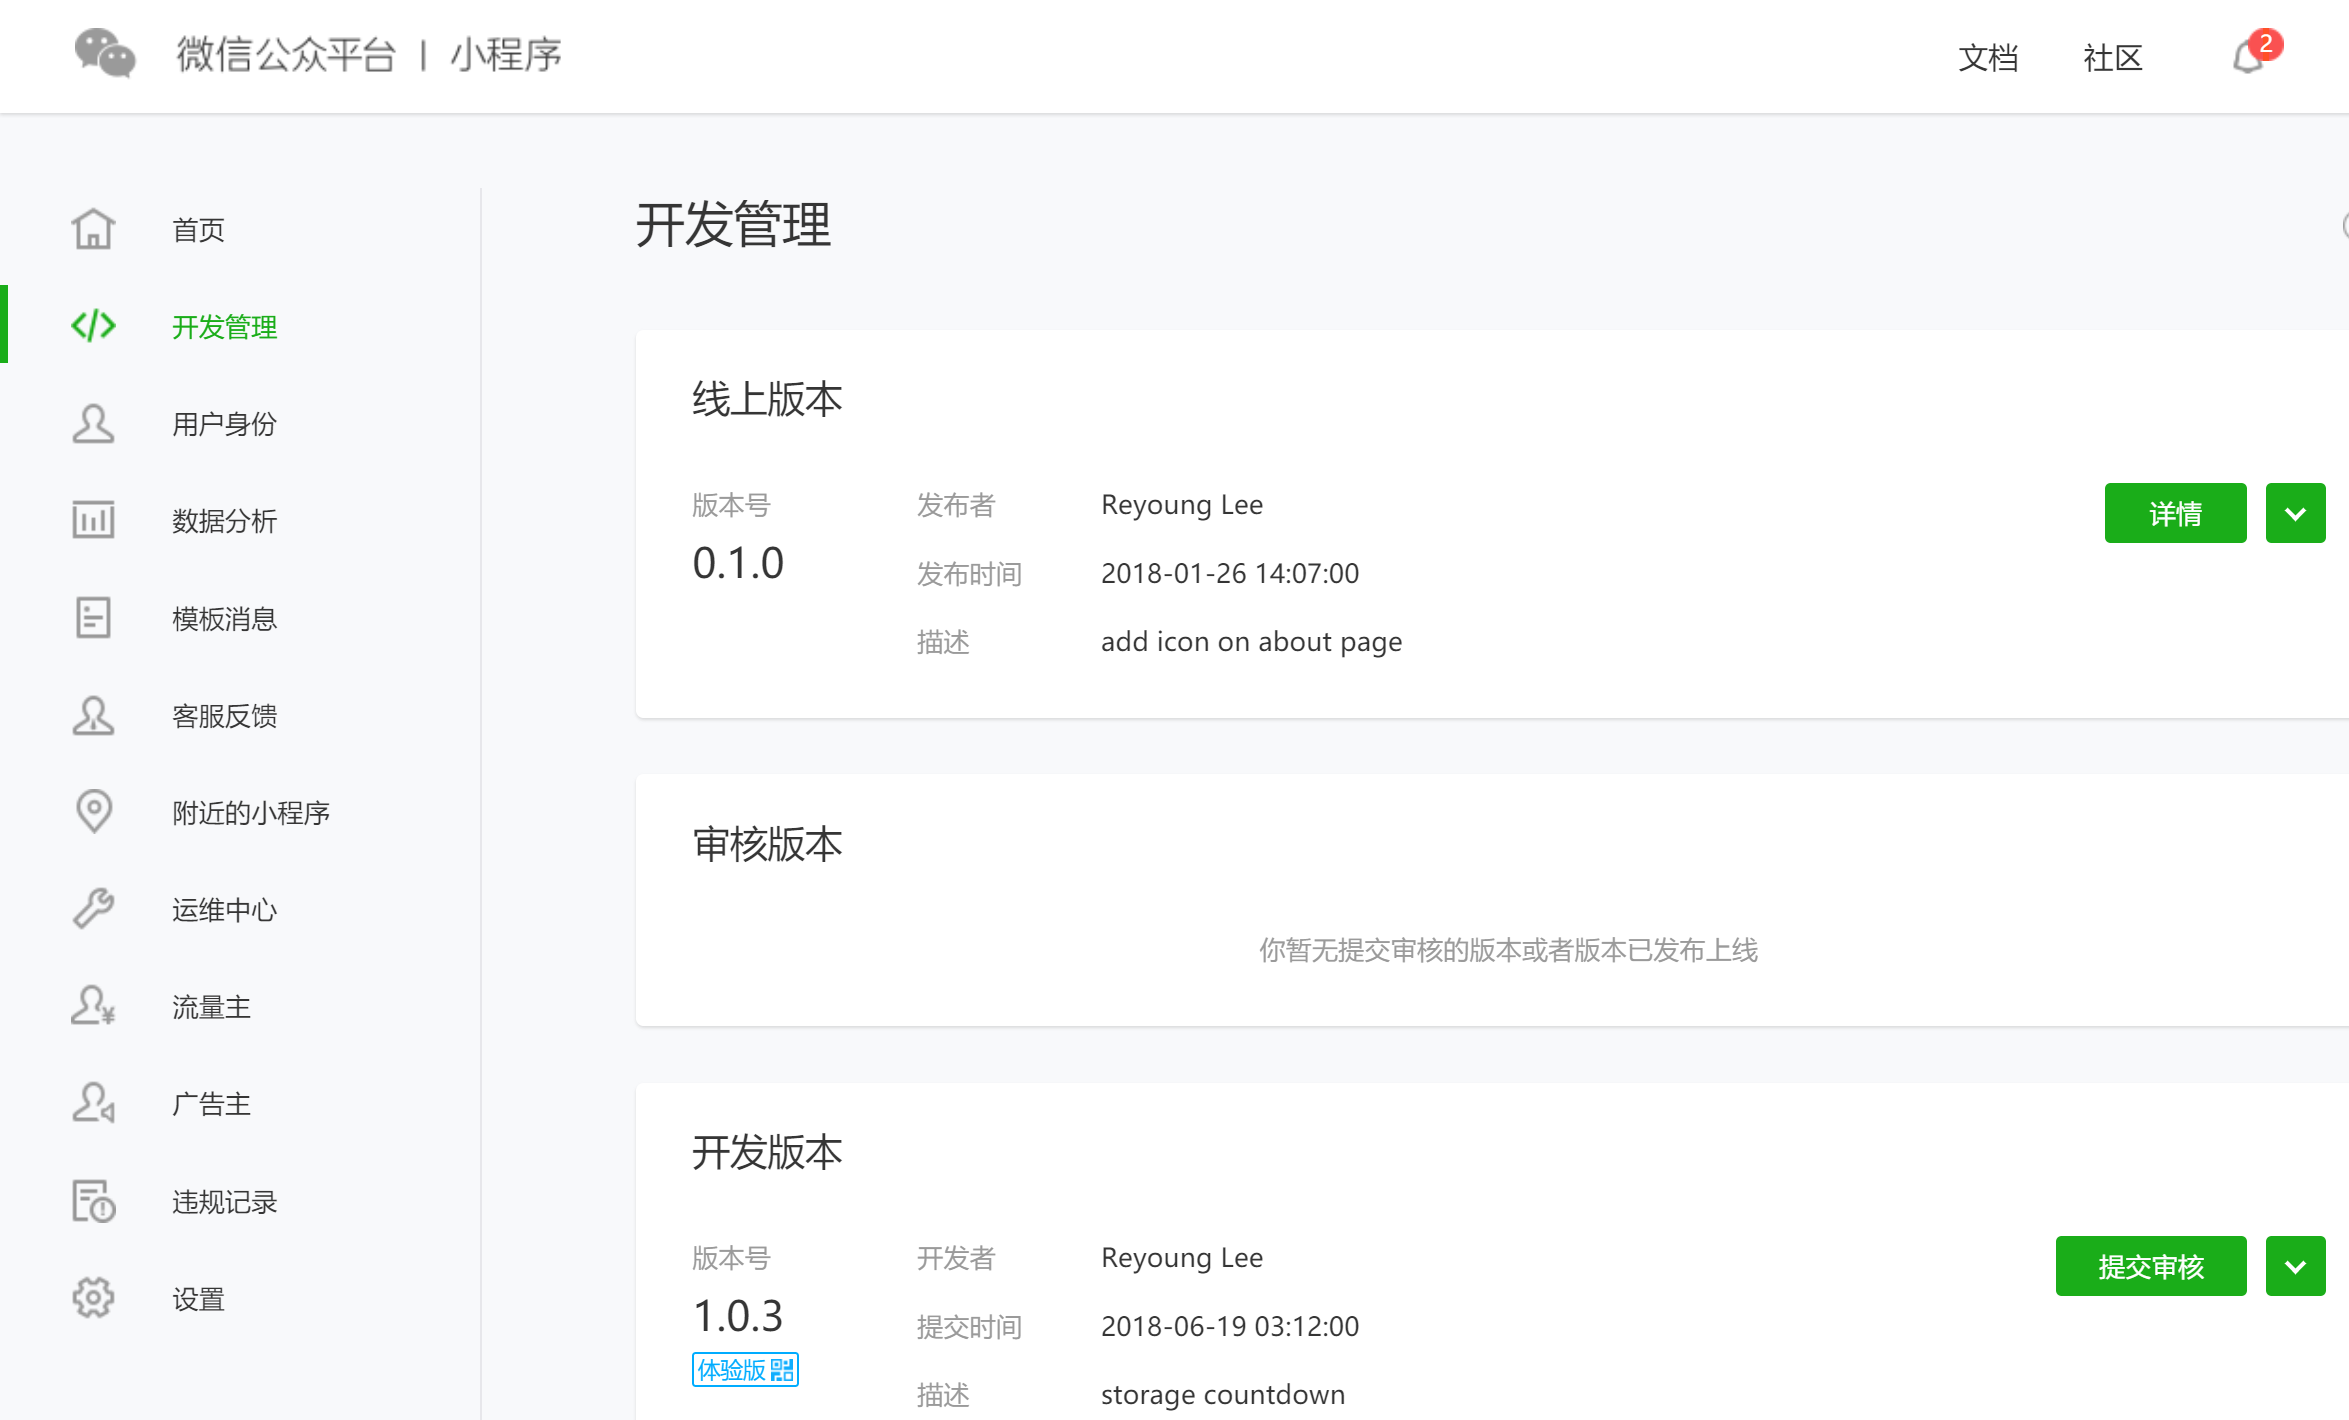 微信公众平台 | 小程序
文档
社区
2
首页
开发管理
用户身份
数据分析
模板消息
客服反馈
附近的小程序
运维中心
流量主
广告主
违规记录
设置
开发管理
线上版本
版本号
0.1.0
发布者 Reyoung Lee
发布时间 2018-01-26 14:07:00
描述 add icon on about page
详情
审核版本
你暂无提交审核的版本或者版本已发布上线
开发版本
版本号
1.0.3
体验版
开发者 Reyoung Lee
提交时间 2018-06-19 03:12:00
描述 storage countdown
提交审核